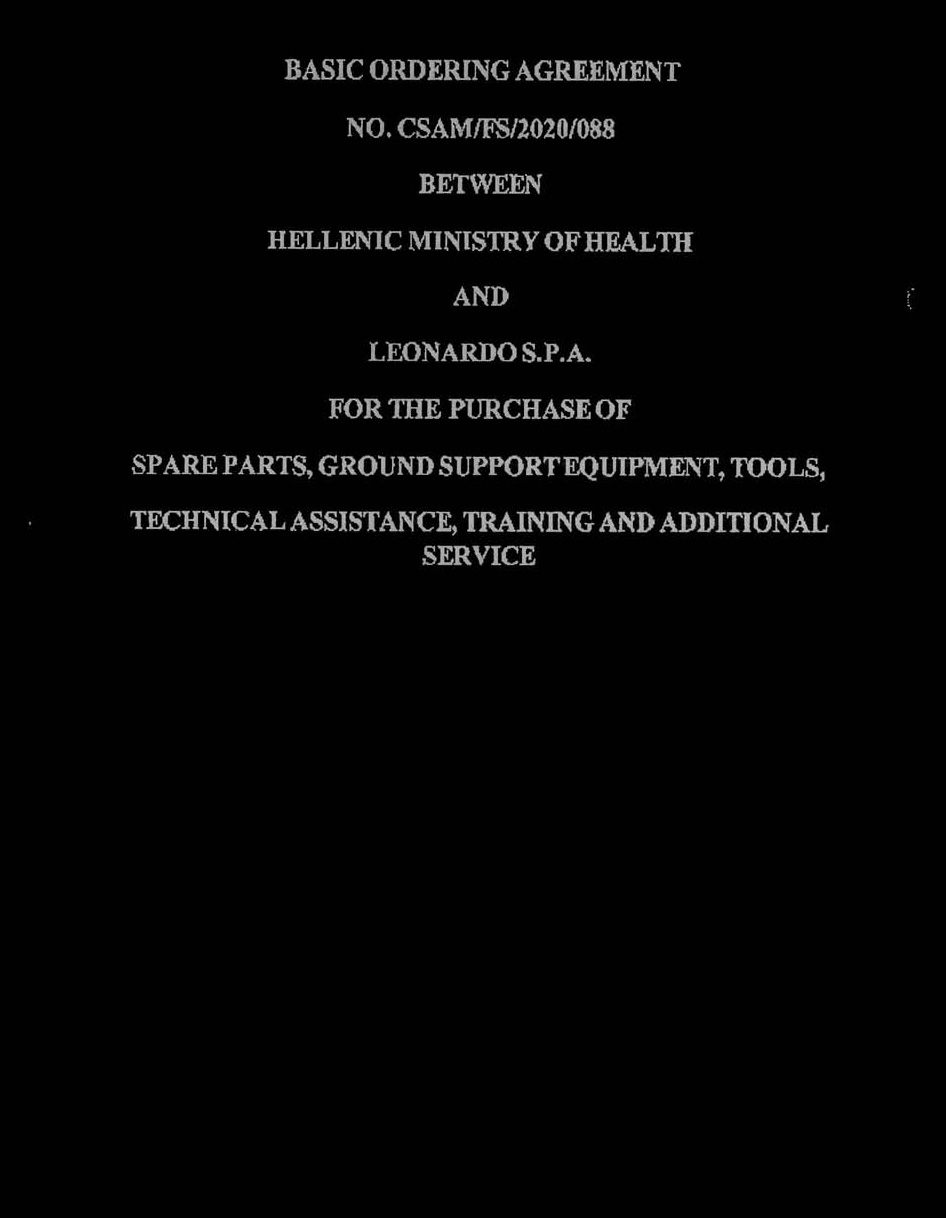 BASIC ORDERING AGREEMENT
NO. CSAM/FS/2020/088
BETWEEN
HELLENIC MINISTRY OF HEALTH
AND
LEONARDO S.P.A.
FOR THE PURCHASE OF
SPARE PARTS, GROUND SUPPORT EQUIPMENT, TOOLS,
TECHNICAL ASSISTANCE, TRAINING AND ADDITIONAL
SERVICE